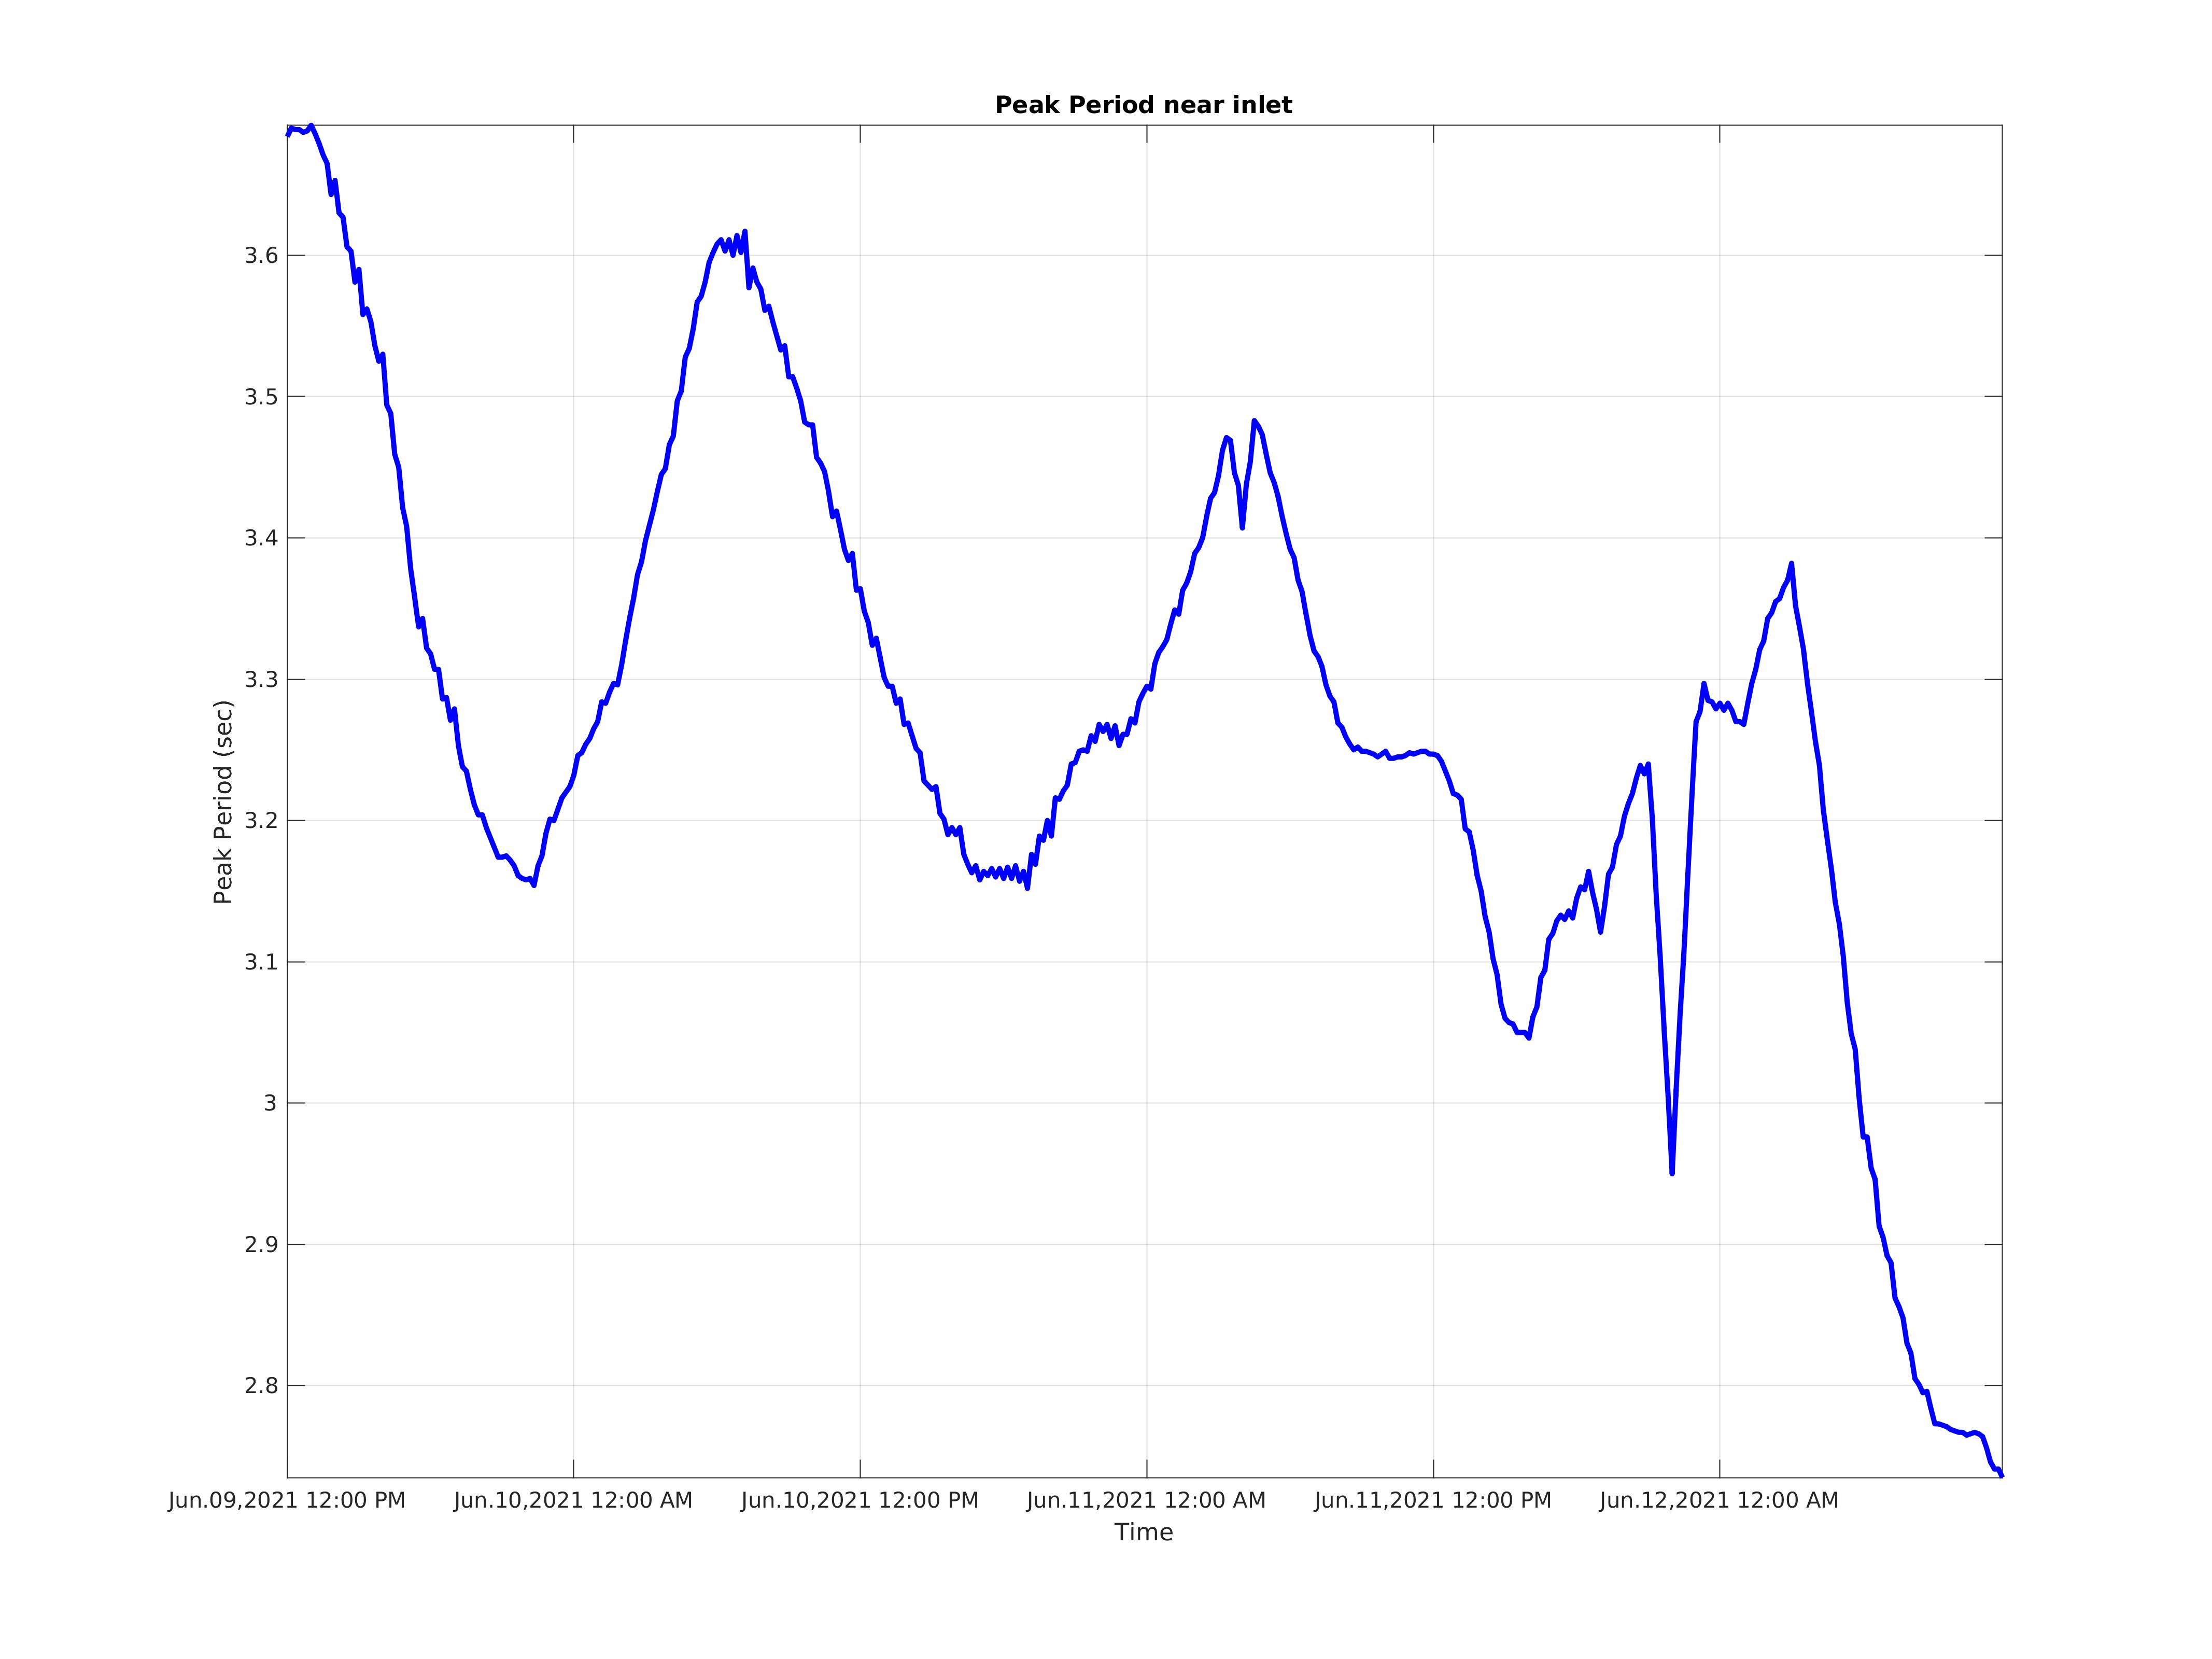 Peak Period near inlet
3.6
3.5
3.4
3.3
3.2
3.1
3
2.9
2.8
Peak Period (sec)
Jun.09,2021 12:00 PM
Jun.10,2021 12:00 AM
Jun.10,2021 12:00 PM
Jun.11,2021 12:00 AM
Jun.11,2021 12:00 PM
Jun.12,2021 12:00 AM
Time